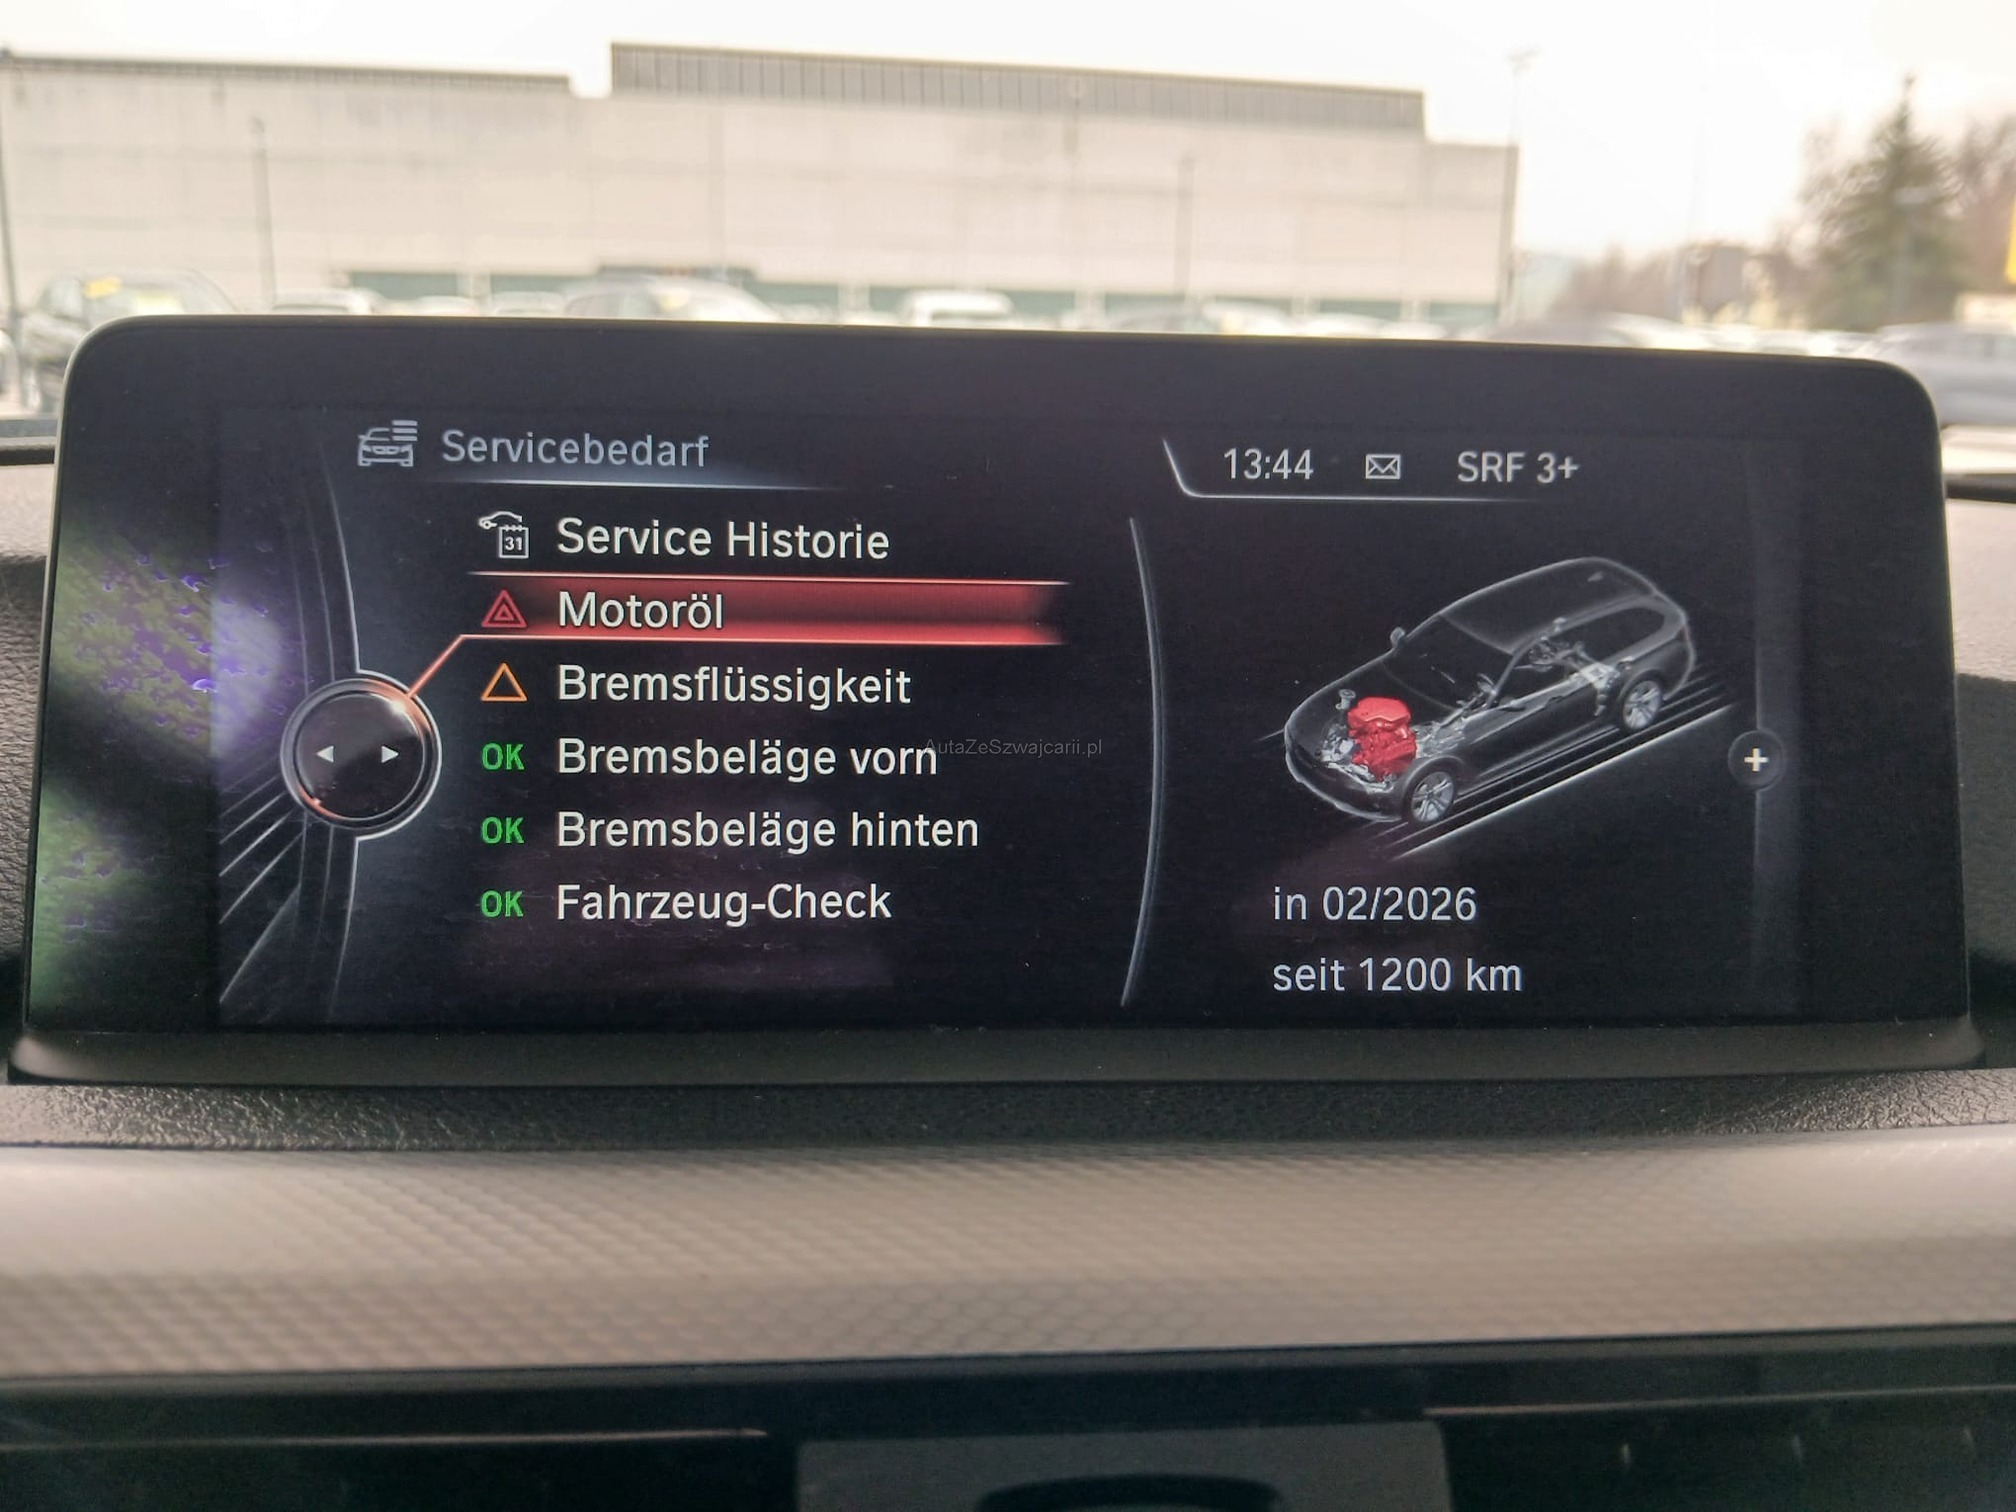 Servicebedarf
13:44 SRF 3+
31 Service Historie
Motoröl
Bremsflüssigkeit
OK Bremsbeläge vorn
AutaZeSzwajcarii.pl
OK Bremsbeläge hinten
OK Fahrzeug-Check
in 02/2026
seit 1200 km